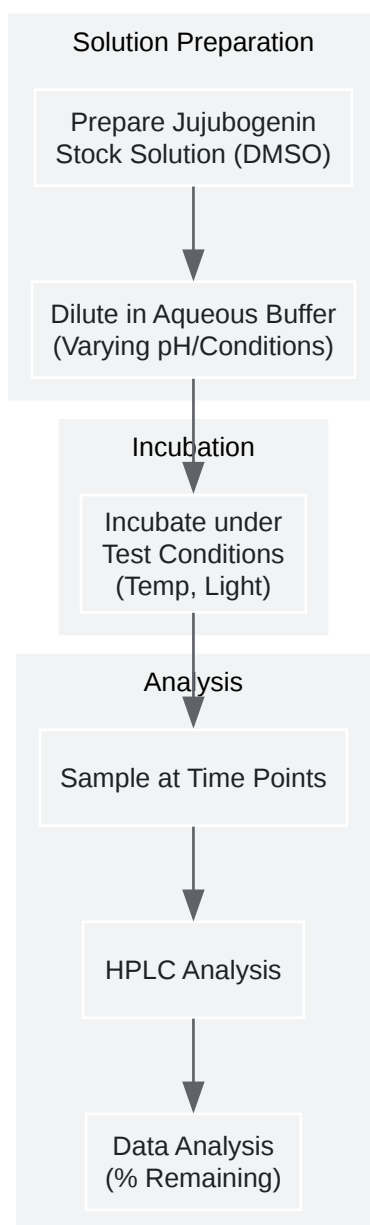 Solution Preparation
Prepare Jujubogenin
Stock Solution (DMSO)
Dilute in Aqueous Buffer
(Varying pH/Conditions)
Incubation
Incubate under
Test Conditions
(Temp, Light)
Analysis
Sample at Time Points
HPLC Analysis
Data Analysis
(% Remaining)